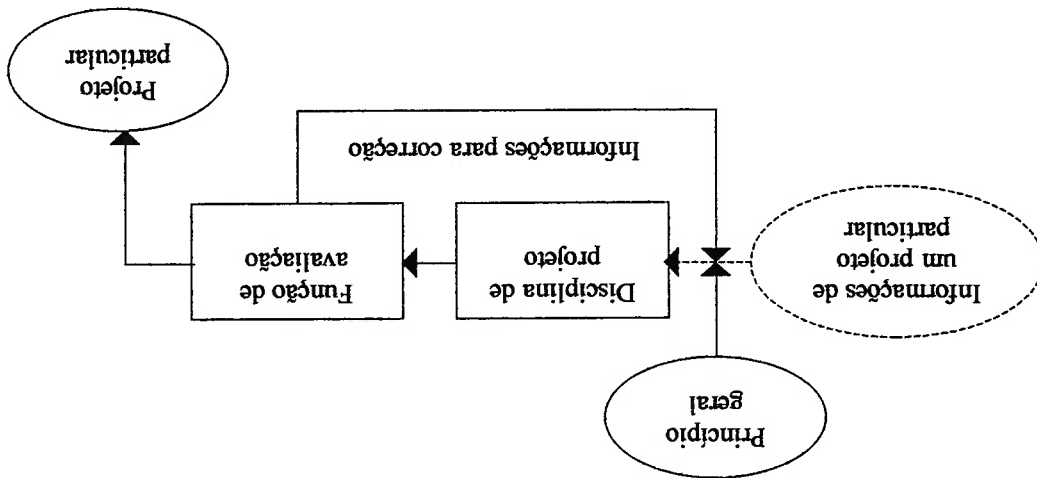 Princípio
geral
Informações de
um projeto
particular
Disciplina de
projeto
Função de
avaliação
Informações para correção
Projeto
particular